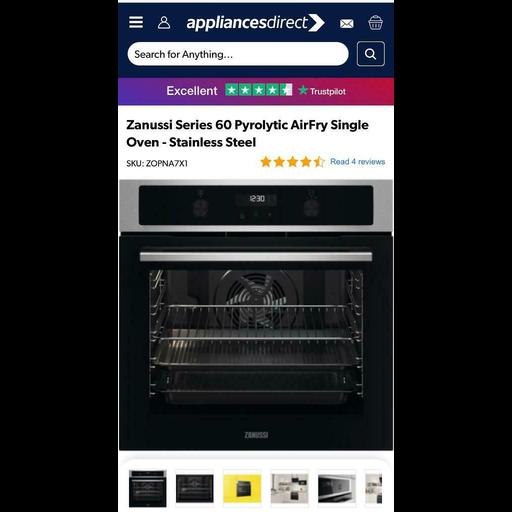 appliancesdirect
Search for Anything...
Excellent Trustpilot
Zanussi Series 60 Pyrolytic AirFry Single
Oven - Stainless Steel
SKU: ZOPNA7X1 Read 4 reviews
12:30
ZANUSSI